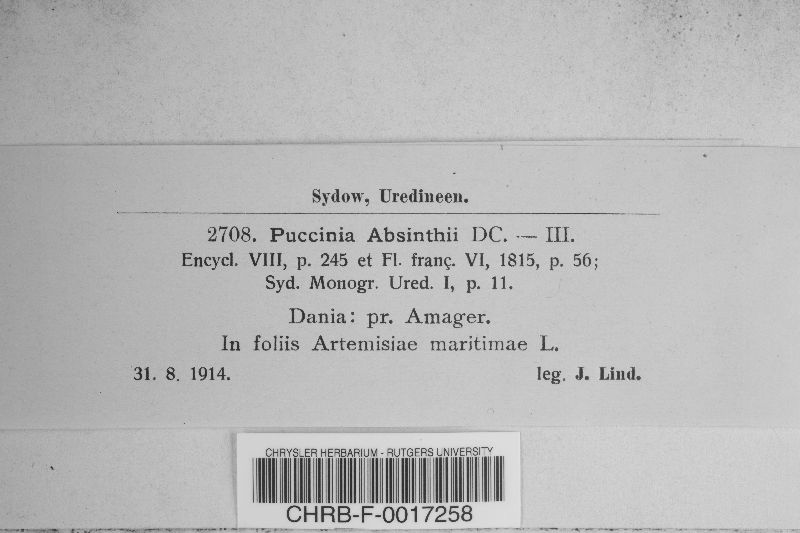 Sydow, Uredineen.
2708. Puccinia Absinthii DC. — III.
Encycl. VIII, p. 245 et Fl. franç. VI, 1815, p. 56;
Syd. Monogr. Ured. I, p. 11.
Dania: pr. Amager.
In foliis Artemisiae maritimae L.
31. 8. 1914. leg. J. Lind.
CHRYSLER HERBARIUM - RUTGERS UNIVERSITY
CHRB-F-0017258